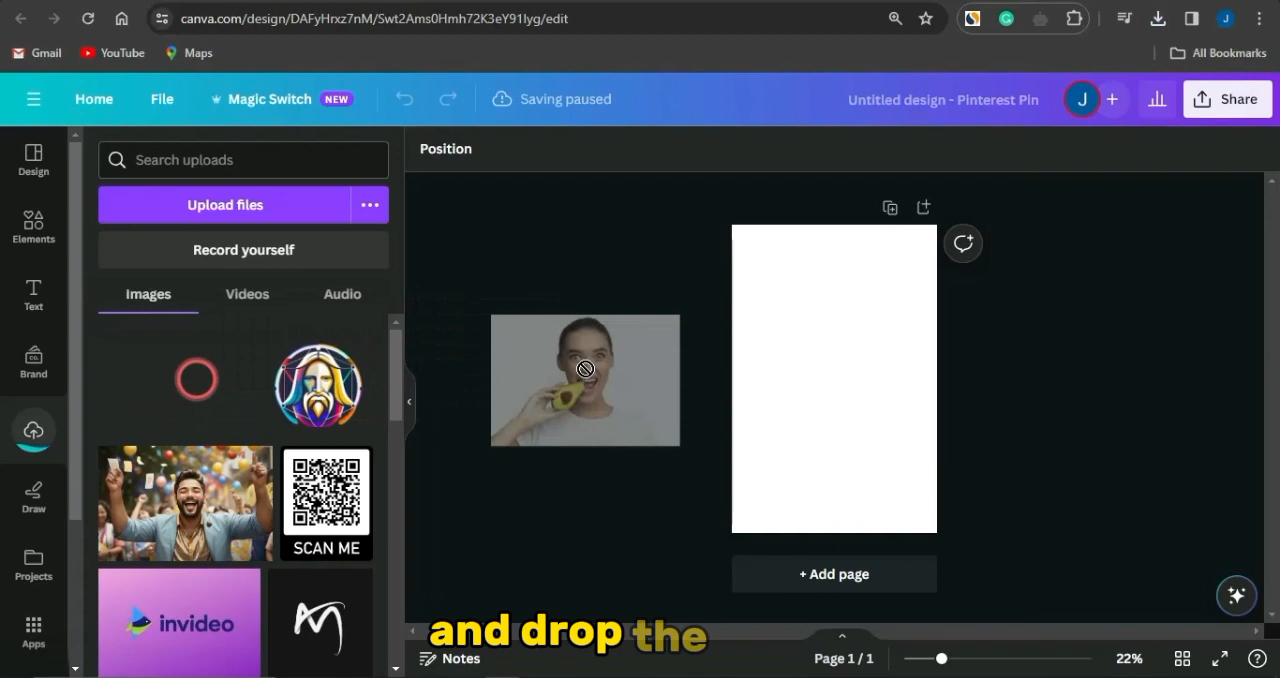 canva.com/design/DAFyHrxz7nM/Swt2Ams0Hmh72K3eY91lyg/edit
J
Gmail
YouTube
Maps
All Bookmarks
Home
File
Magic Switch
NEW
Saving paused
Untitled design - Pinterest Pin
J
Share
Design
Elements
Text
Brand
Draw
Projects
Apps
Search uploads
Upload files
Record yourself
Images
Videos
Audio
SCAN ME
invideo
Position
+ Add page
and drop the
Notes
Page 1 / 1
22%